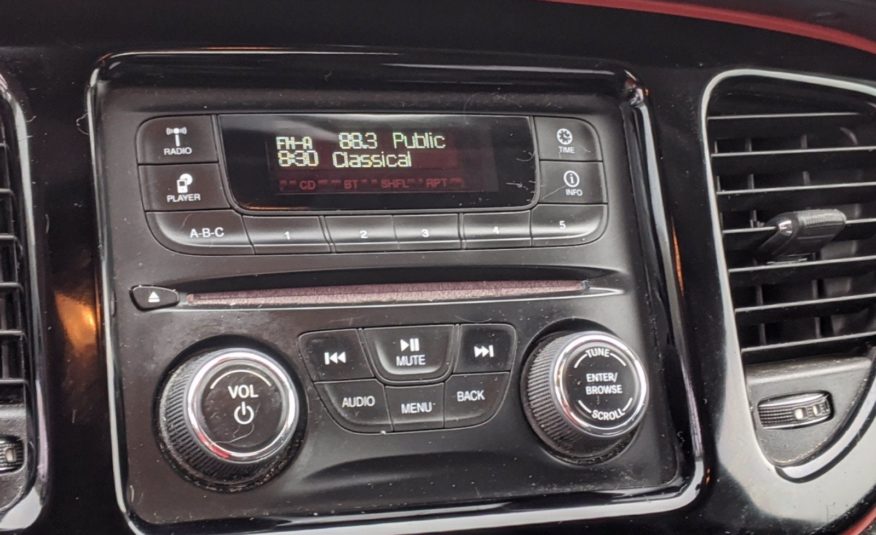 RADIO
FM-A 88.3 Public
8:30 Classical
CD BT SHFL RPT
TIME
PLAYER
INFO
A-B-C 1 2 3 4 5
MUTE
AUDIO MENU BACK
VOL
TUNE
ENTER/
BROWSE
SCROLL